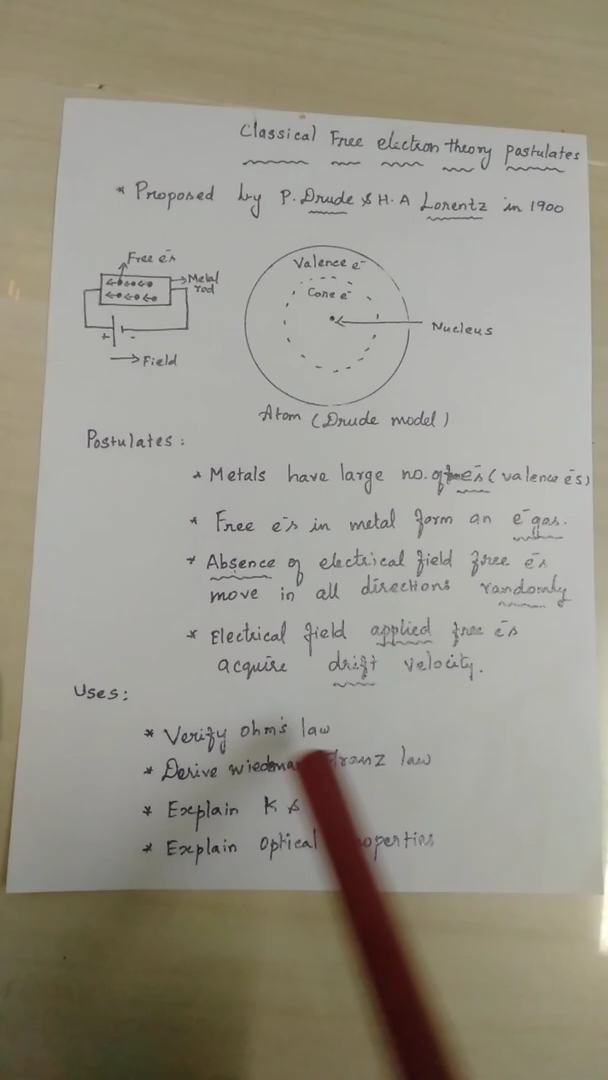 Classical Free electron theory postulates
* Proposed by P. Drude & H. A Lorentz in 1900
Free e̅s
Metal
rod
+ -
Field
Valence e⁻
Core e⁻
Nucleus
Atom (Drude model)
Postulates:
* Metals have large no. of e̅s (valence e̅s)
* Free e̅s in metal form an e⁻ gas.
* Absence of electrical field free e̅s
move in all directions randomly
* Electrical field applied free e̅s
acquire drift velocity.
Uses:
* Verify ohm's law
* Derive law
* Explain K &
* Explain optical